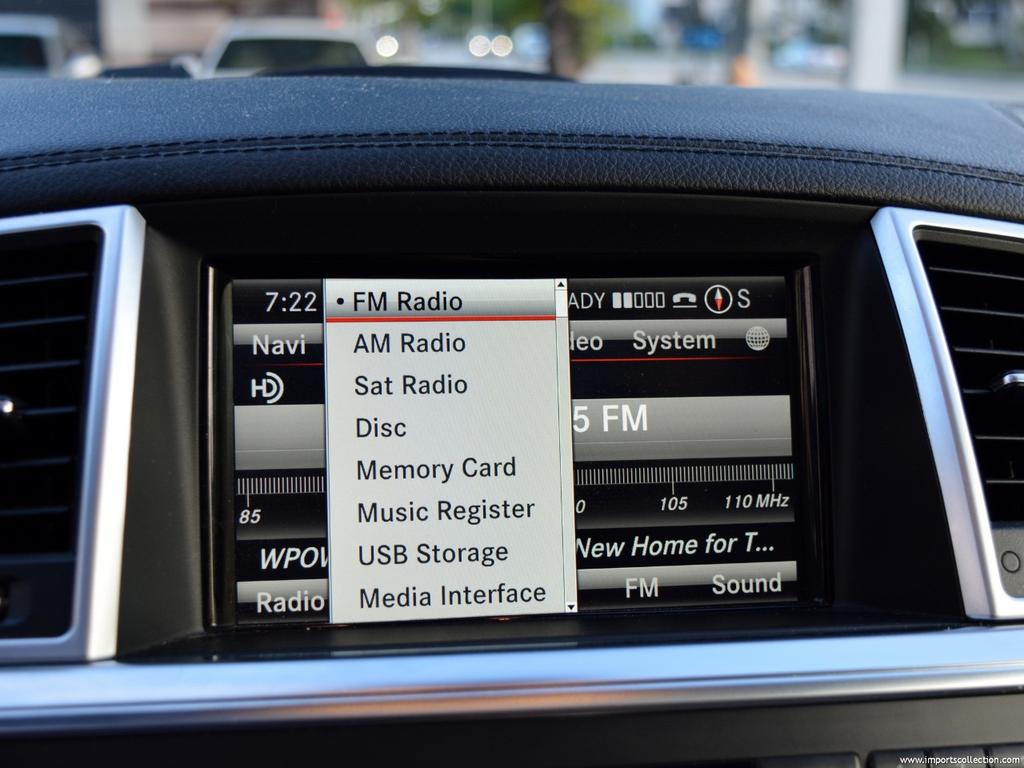 7:22
FM Radio
ADY
S
Navi
AM Radio
deo
System
HD
Sat Radio
Disc
5 FM
Memory Card
85
Music Register
0
105
110 MHz
WPOW
USB Storage
New Home for T...
Radio
Media Interface
FM
Sound
www.importscollection.com